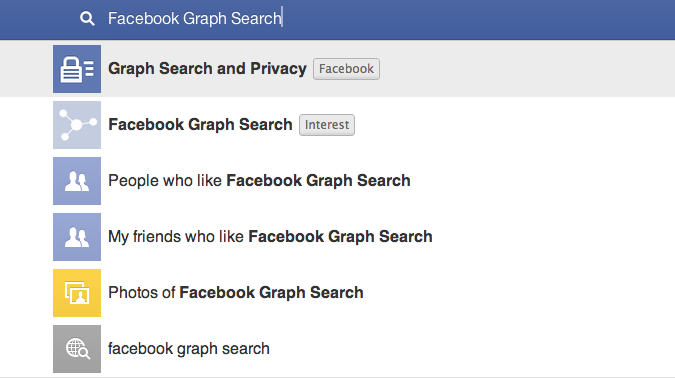 Facebook Graph Search
Graph Search and Privacy Facebook
Facebook Graph Search Interest
People who like Facebook Graph Search
My friends who like Facebook Graph Search
Photos of Facebook Graph Search
facebook graph search